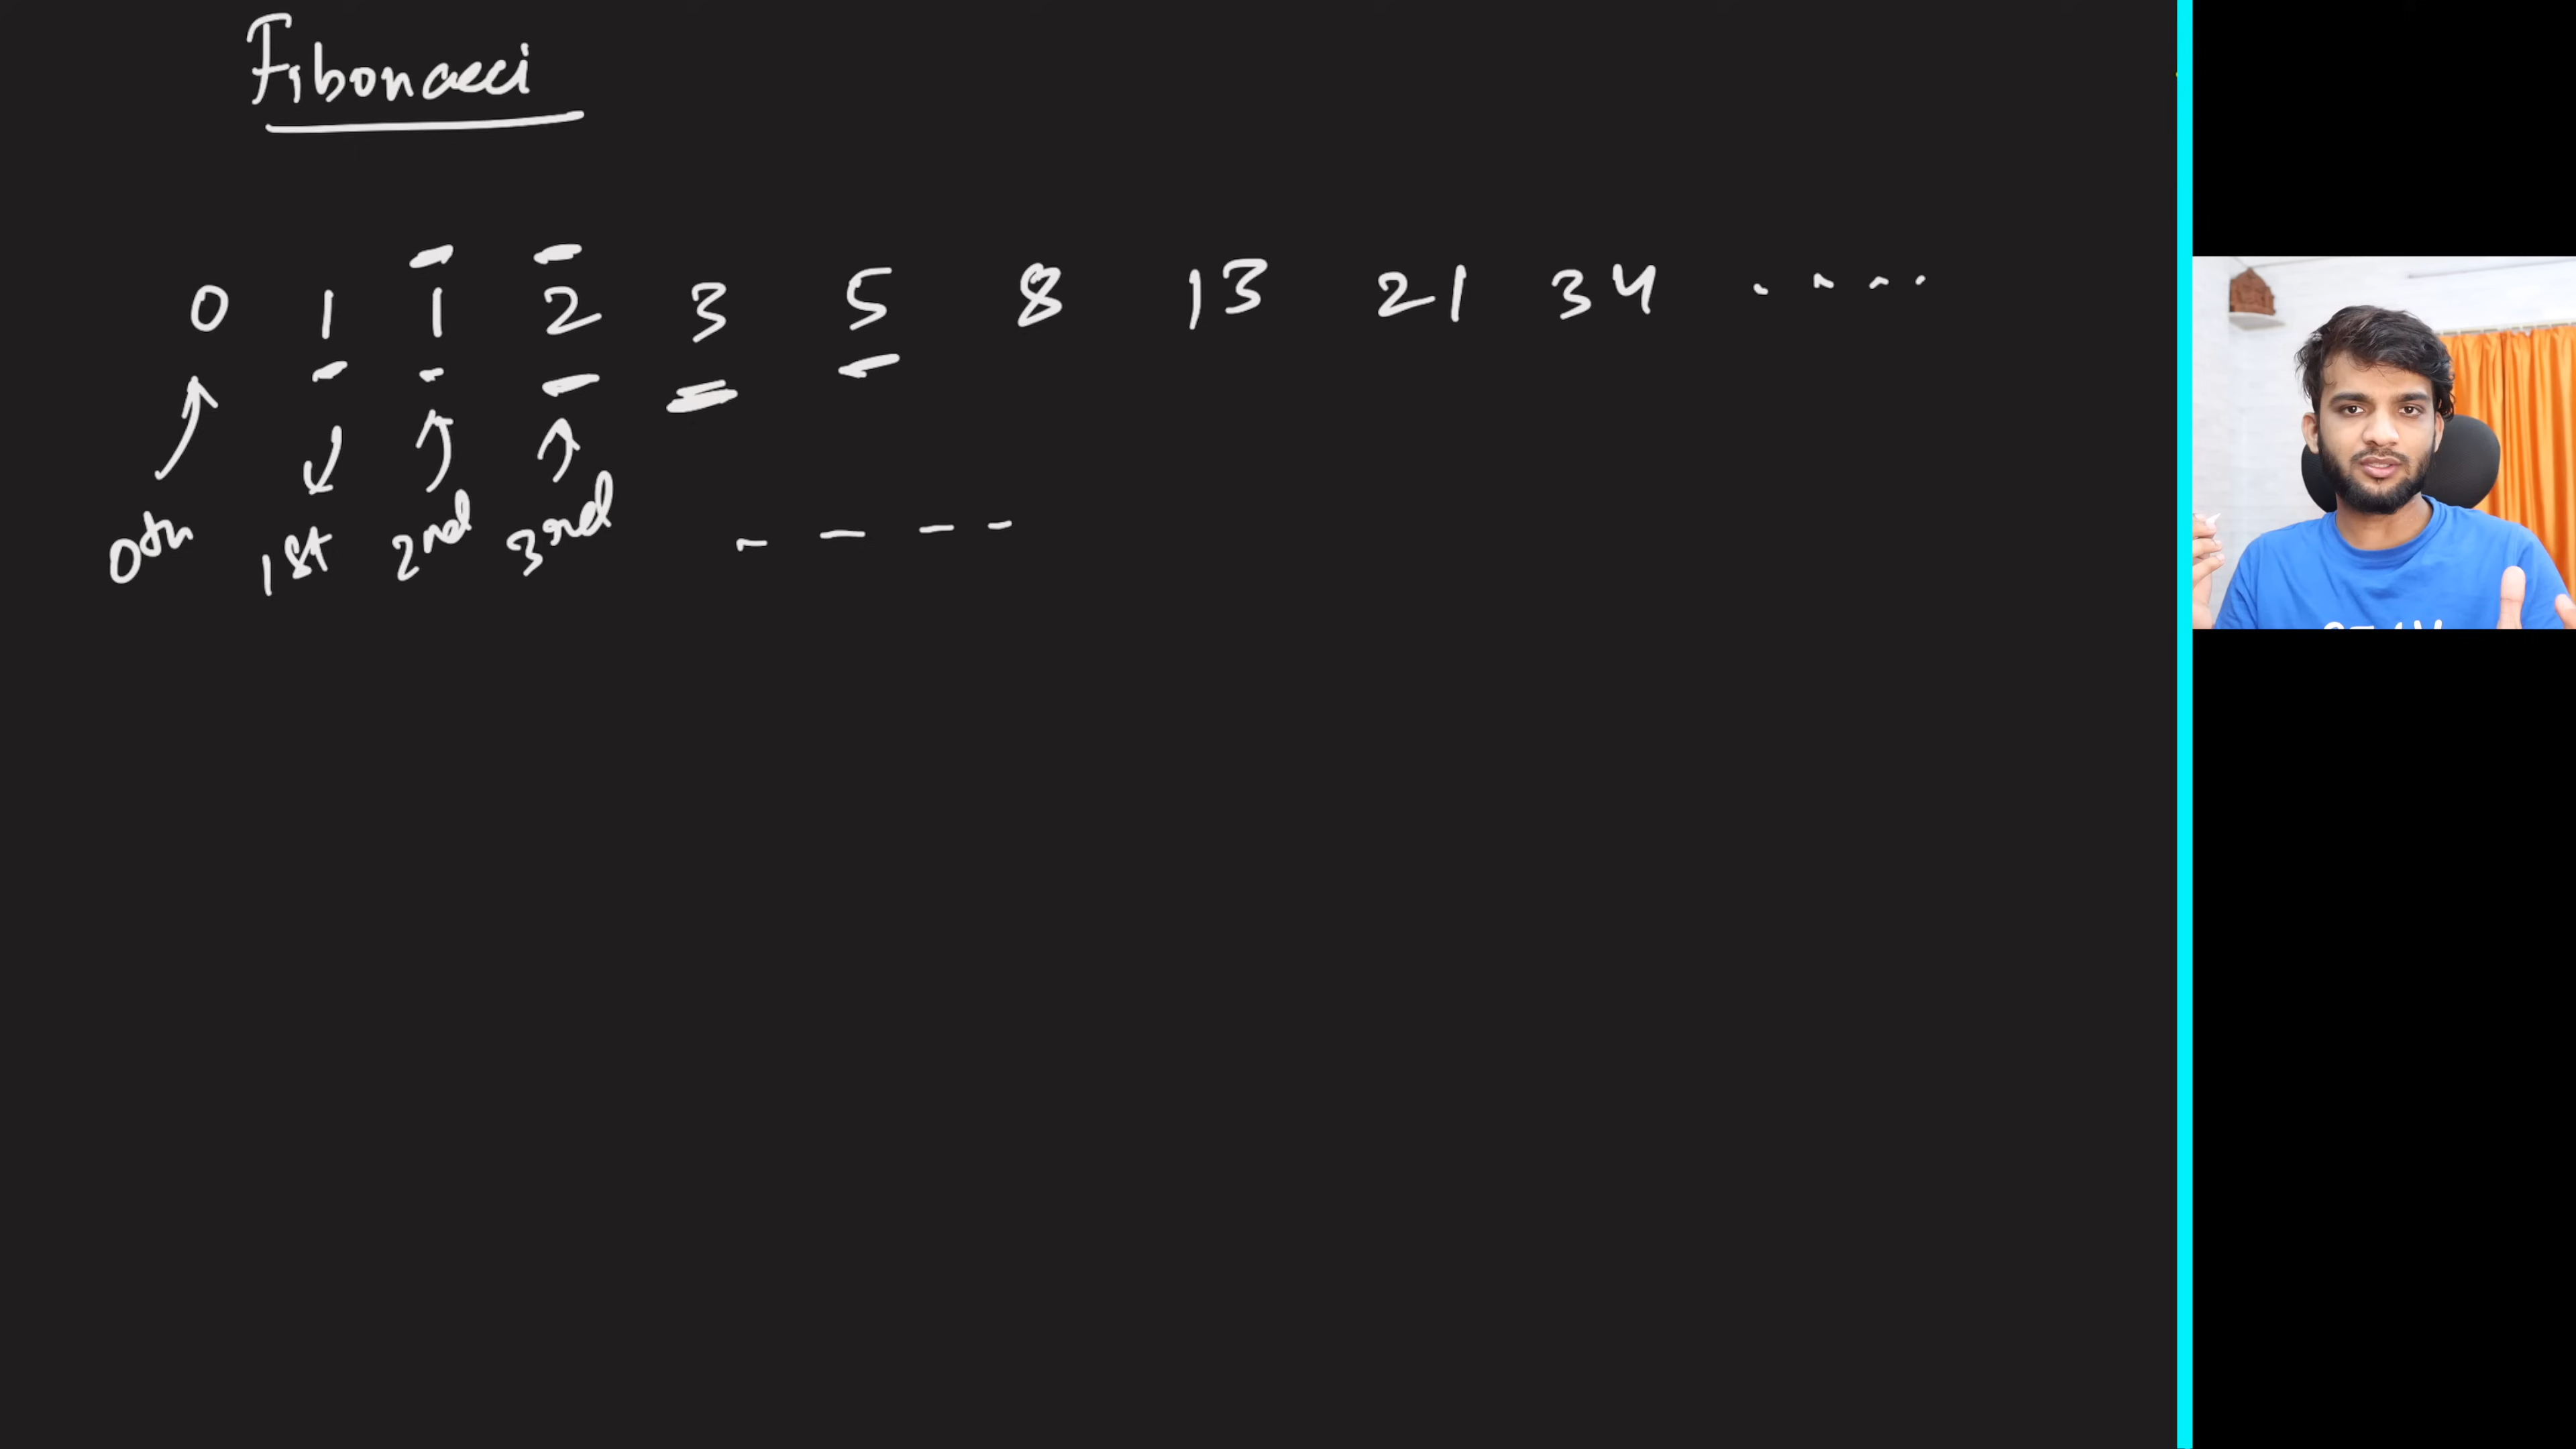 Fibonacci
0 1 1 2 3 5 8 13 21 34 ....
0th 1st 2nd 3rd - - - -